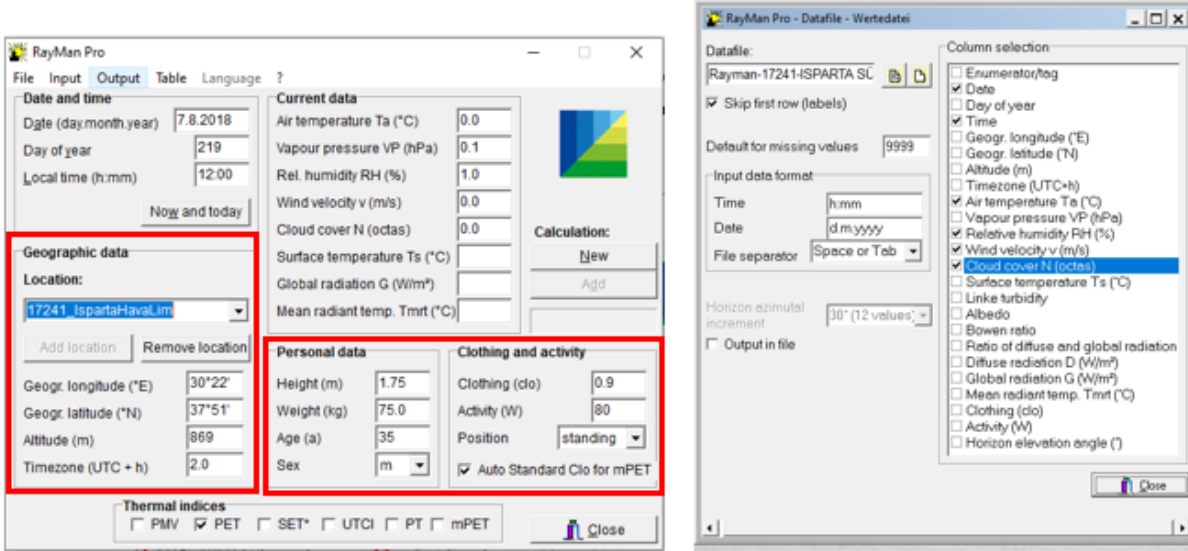 RayMan Pro
File Input Output Table Language ?
Date and time
Date (day.month.year) 7.8.2018
Day of year 219
Local time (h:mm) 12:00
Now and today
Current data
Air temperature Ta (°C) 0.0
Vapour pressure VP (hPa) 0.1
Rel. humidity RH (%) 1.0
Wind velocity v (m/s) 0.0
Cloud cover N (octas) 0.0
Surface temperature Ts (°C)
Global radiation G (W/m²)
Mean radiant temp. Tmrt (°C)
Calculation:
New
Add
Geographic data
Location:
17241_IspartaHavaLim
Add location Remove location
Geogr. longitude (°E) 30°22'
Geogr. latitude (°N) 37°51'
Altitude (m) 869
Timezone (UTC + h) 2.0
Personal data
Height (m) 1.75
Weight (kg) 75.0
Age (a) 35
Sex m
Clothing and activity
Clothing (clo) 0.9
Activity (W) 80
Position standing
Auto Standard Clo for mPET
Thermal indices
PMV PET SET* UTCI PT mPET
Close
RayMan Pro - Datafile - Wertedatei
Datafile:
Rayman-17241-ISPARTA SÜ
Skip first row (labels)
Default for missing values 9999
Input data format
Time h:mm
Date d.m.yyyy
File separator Space or Tab
Horizon azimutal
increment 30° (12 values)
Output in file
Column selection
Enumerator/tag
Date
Day of year
Time
Geogr. longitude (°E)
Geogr. latitude (°N)
Altitude (m)
Timezone (UTC+h)
Air temperature Ta (°C)
Vapour pressure VP (hPa)
Relative humidity RH (%)
Wind velocity v (m/s)
Cloud cover N (octas)
Surface temperature Ts (°C)
Linke turbidity
Albedo
Bowen ratio
Ratio of diffuse and global radiation
Diffuse radiation D (W/m²)
Global radiation G (W/m²)
Mean radiant temp. Tmrt (°C)
Clothing (clo)
Activity (W)
Horizon elevation angle (°)
Close